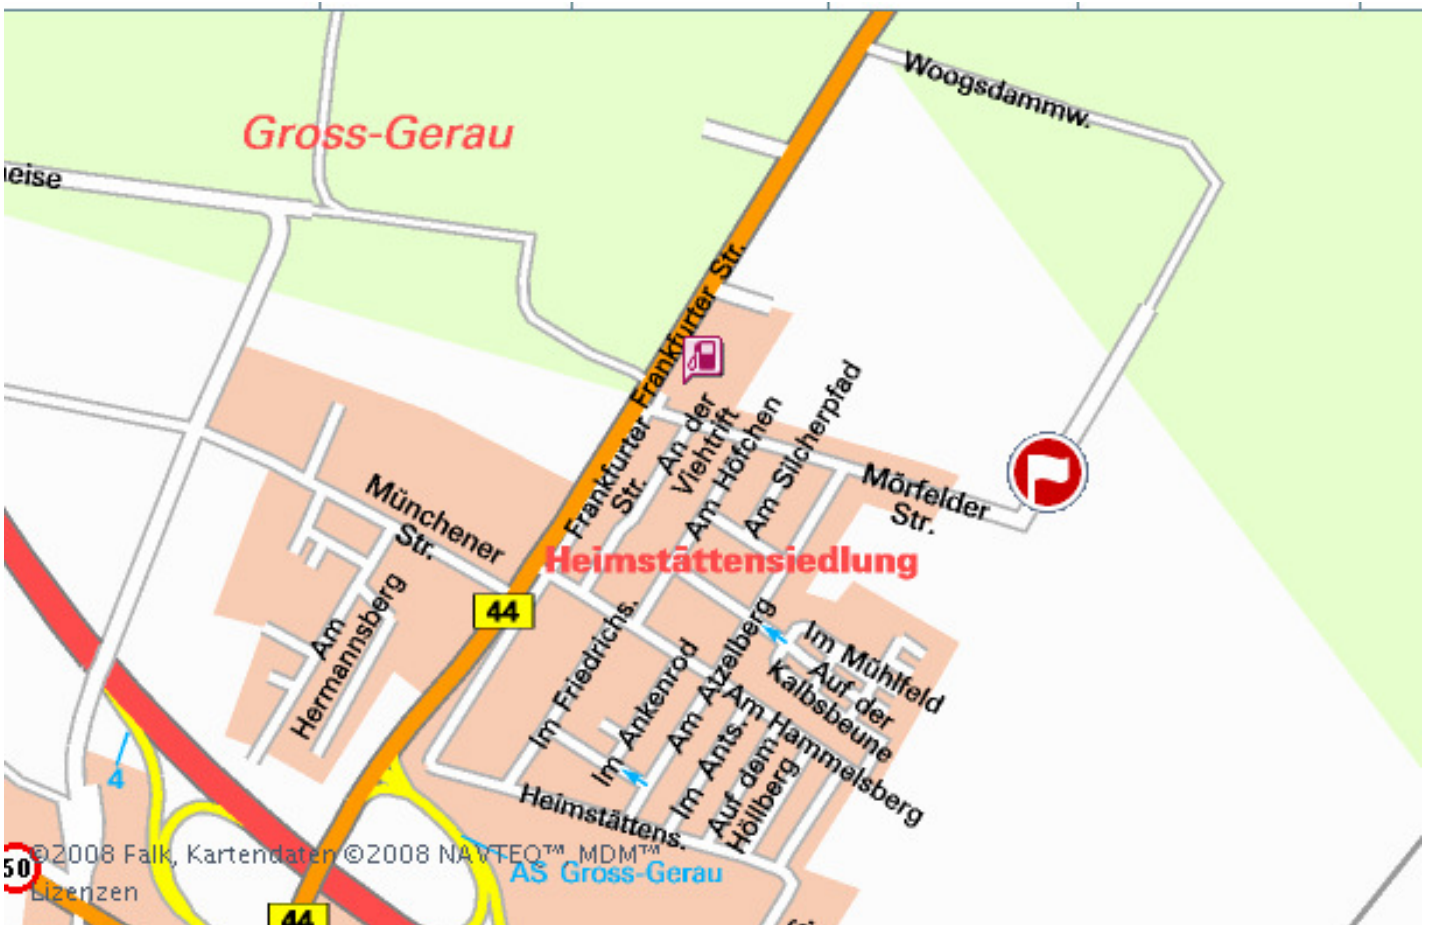 Woogsdammw.
Gross-Gerau
eise
Frankfurter Str.
Frankfurter
Str.
An der
Viehtrift
Am Höfchen
Am Silcherpfad
Mörfelder
Str.
Münchener
Str.
Heimstättensiedlung
44
Am
Hermannsberg
Im Friedrichs.
Im Ankenrod
Am Atzelberg
Im Mühlfeld
Auf der
Kalbsbeune
Am Hammelsberg
Im Ants.
Auf dem
Höllberg
Heimstättens.
4
50
©2008 Falk, Kartendaten ©2008 NAVTEQ™, MDM™
Lizenzen
AS Gross-Gerau
44